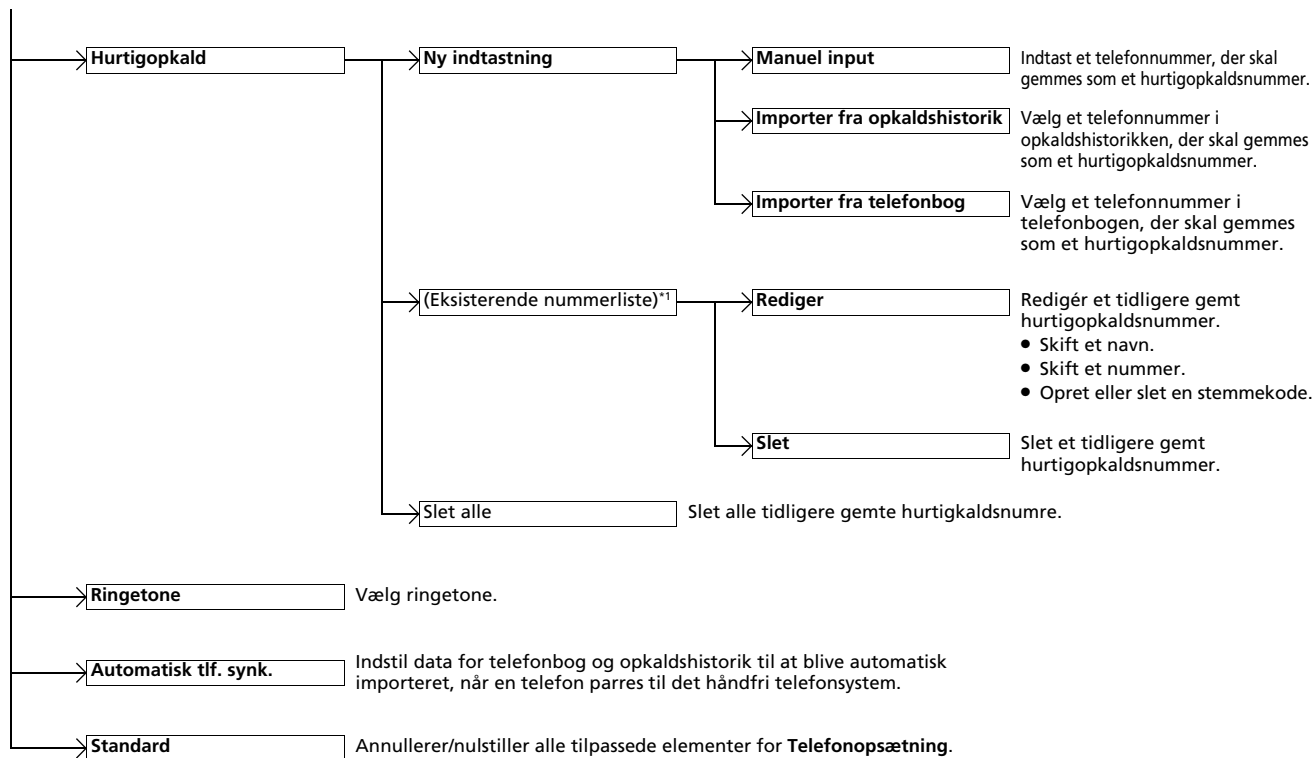 Hurtigopkald
Ny indtastning
Manuel input
Indtast et telefonnummer, der skal
gemmes som et hurtigopkaldsnummer.
Importer fra opkaldshistorik
Vælg et telefonnummer i
opkaldshistorikken, der skal gemmes
som et hurtigopkaldsnummer.
Importer fra telefonbog
Vælg et telefonnummer i
telefonbogen, der skal gemmes
som et hurtigopkaldsnummer.
(Eksisterende nummerliste)*1
Rediger
Redigér et tidligere gemt
hurtigopkaldsnummer.
● Skift et navn.
● Skift et nummer.
● Opret eller slet en stemmekode.
Slet
Slet et tidligere gemt
hurtigopkaldsnummer.
Slet alle
Slet alle tidligere gemte hurtigkaldsnumre.
Ringetone
Vælg ringetone.
Automatisk tlf. synk.
Indstil data for telefonbog og opkaldshistorik til at blive automatisk
importeret, når en telefon parres til det håndfri telefonsystem.
Standard
Annullerer/nulstiller alle tilpassede elementer for Telefonopsætning.